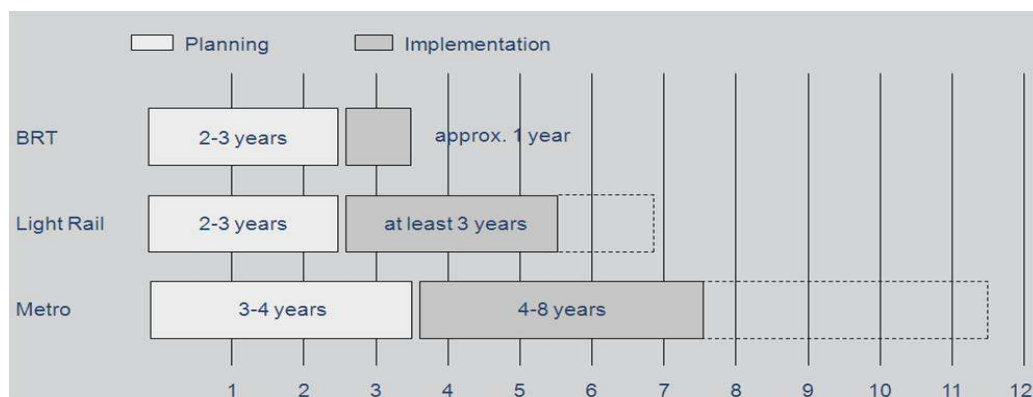 Planning Implementation
BRT 2-3 years approx. 1 year
Light Rail 2-3 years at least 3 years
Metro 3-4 years 4-8 years
1 2 3 4 5 6 7 8 9 10 11 12